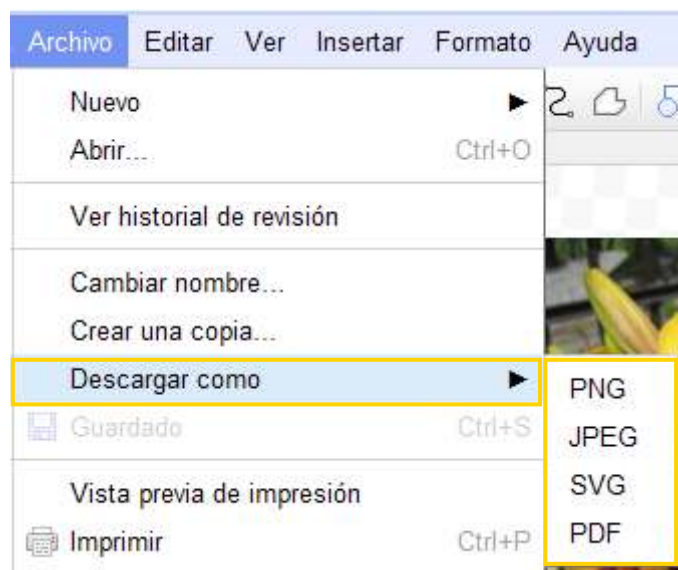 Archivo Editar Ver Insertar Formato Ayuda
Nuevo
Abrir... Ctrl+O
Ver historial de revisión
Cambiar nombre...
Crear una copia...
Descargar como
PNG
Guardado Ctrl+S
JPEG
SVG
Vista previa de impresión
PDF
Imprimir Ctrl+P